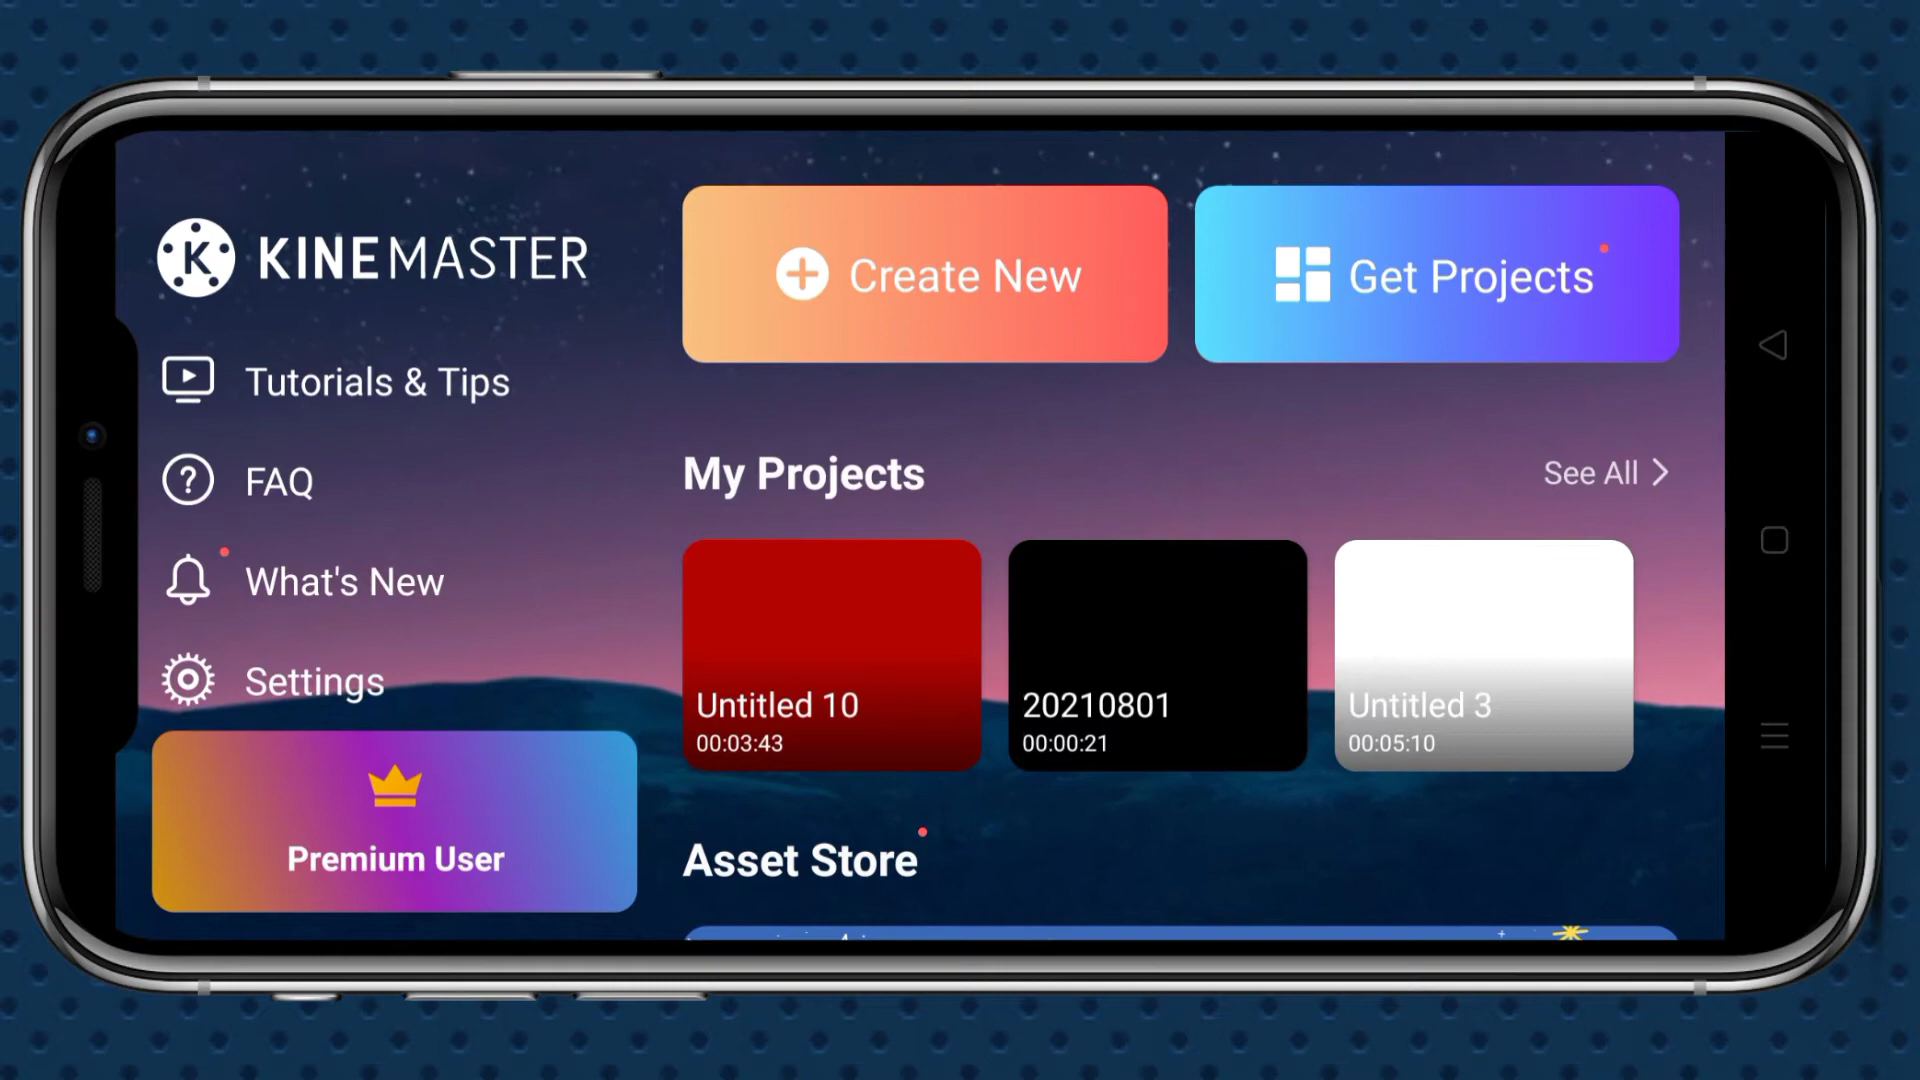 KINEMASTER
Tutorials & Tips
FAQ
What's New
Settings
Premium User
Create New
Get Projects
My Projects
See All
Untitled 10
00:03:43
20210801
00:00:21
Untitled 3
00:05:10
Asset Store